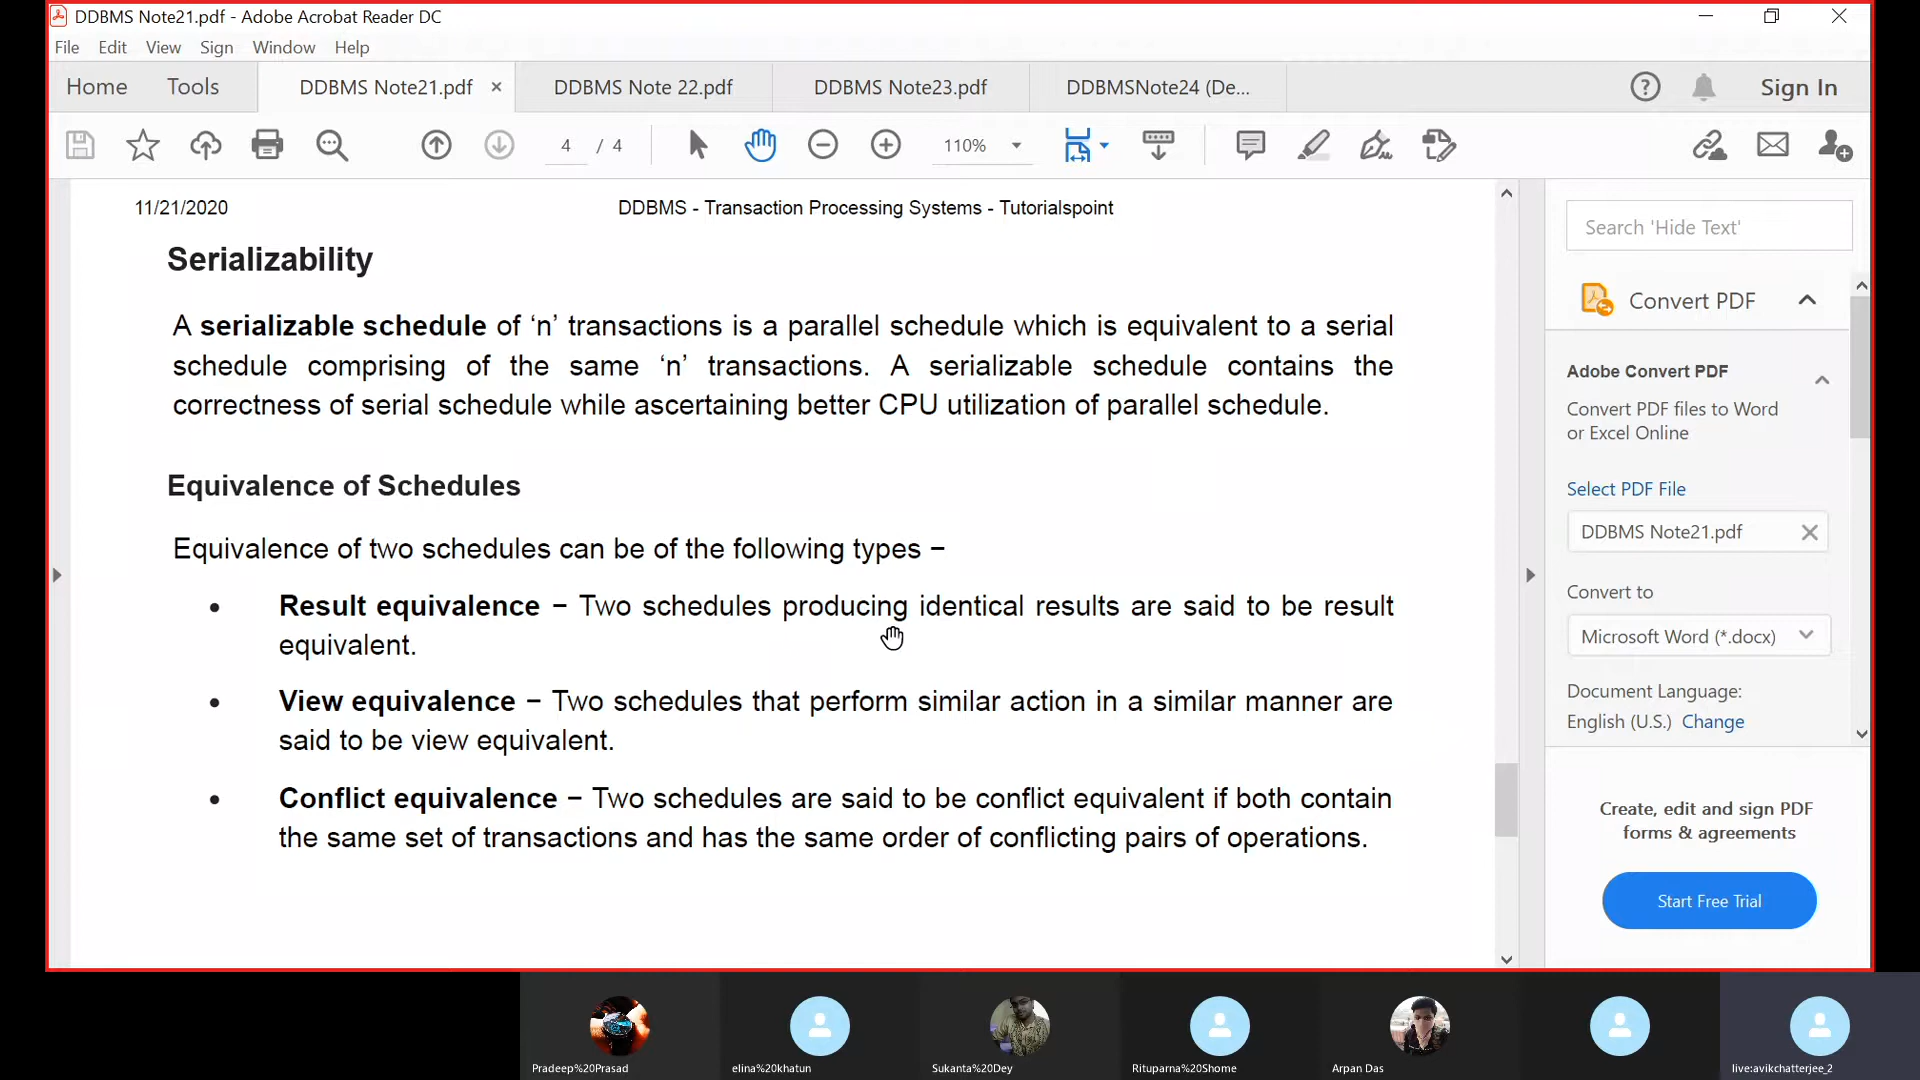 DDBMS Note21.pdf - Adobe Acrobat Reader DC
File Edit View Sign Window Help
Home Tools DDBMS Note21.pdf × DDBMS Note 22.pdf DDBMS Note23.pdf DDBMSNote24 (De... Sign In
4 / 4 110%
11/21/2020 DDBMS - Transaction Processing Systems - Tutorialspoint
Serializability
A serializable schedule of ‘n’ transactions is a parallel schedule which is equivalent to a serial
schedule comprising of the same ‘n’ transactions. A serializable schedule contains the
correctness of serial schedule while ascertaining better CPU utilization of parallel schedule.
Equivalence of Schedules
Equivalence of two schedules can be of the following types −
• Result equivalence − Two schedules producing identical results are said to be result
equivalent.
• View equivalence − Two schedules that perform similar action in a similar manner are
said to be view equivalent.
• Conflict equivalence − Two schedules are said to be conflict equivalent if both contain
the same set of transactions and has the same order of conflicting pairs of operations.
Search 'Hide Text'
Convert PDF
Adobe Convert PDF
Convert PDF files to Word
or Excel Online
Select PDF File
DDBMS Note21.pdf
Convert to
Microsoft Word (*.docx)
Document Language:
English (U.S.) Change
Create, edit and sign PDF
forms & agreements
Start Free Trial
Pradeep%20Prasad elina%20khatun Sukanta%20Dey Rituparna%20Shome Arpan Das live:avikchatterjee_2